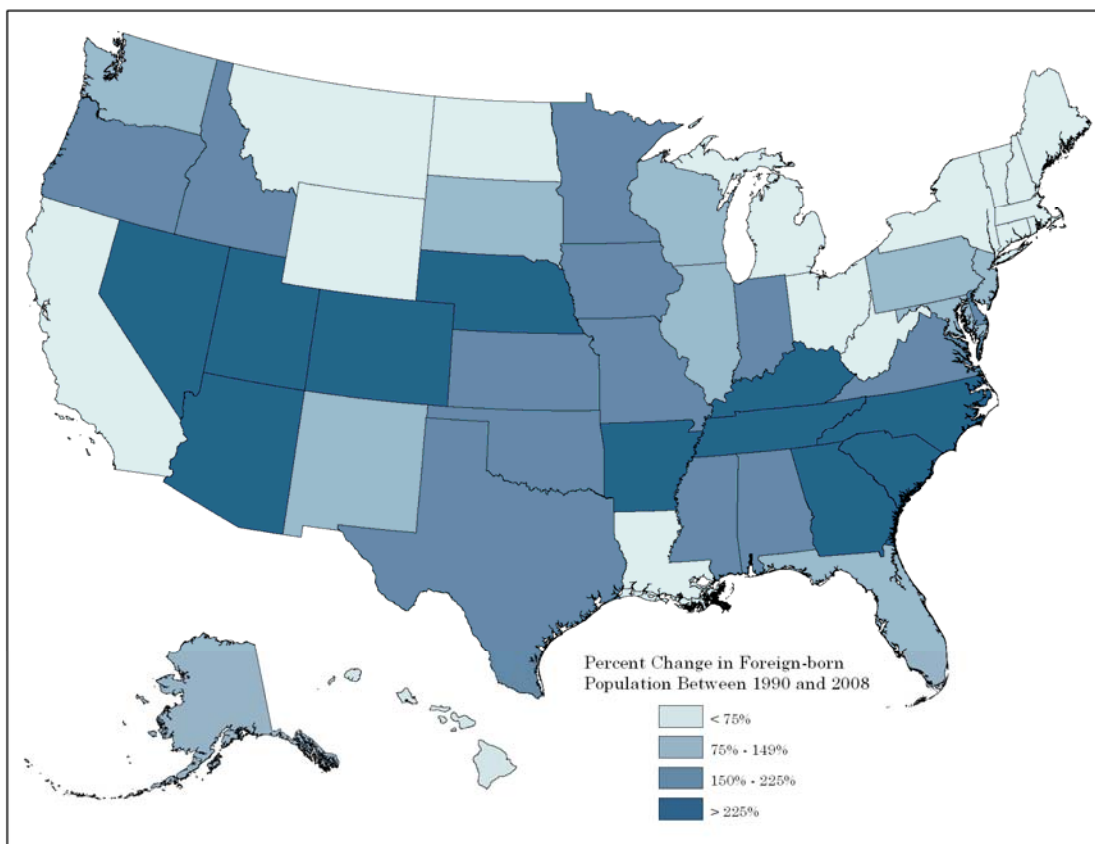 Percent Change in Foreign-born
Population Between 1990 and 2008
< 75%
75% - 149%
150% - 225%
> 225%